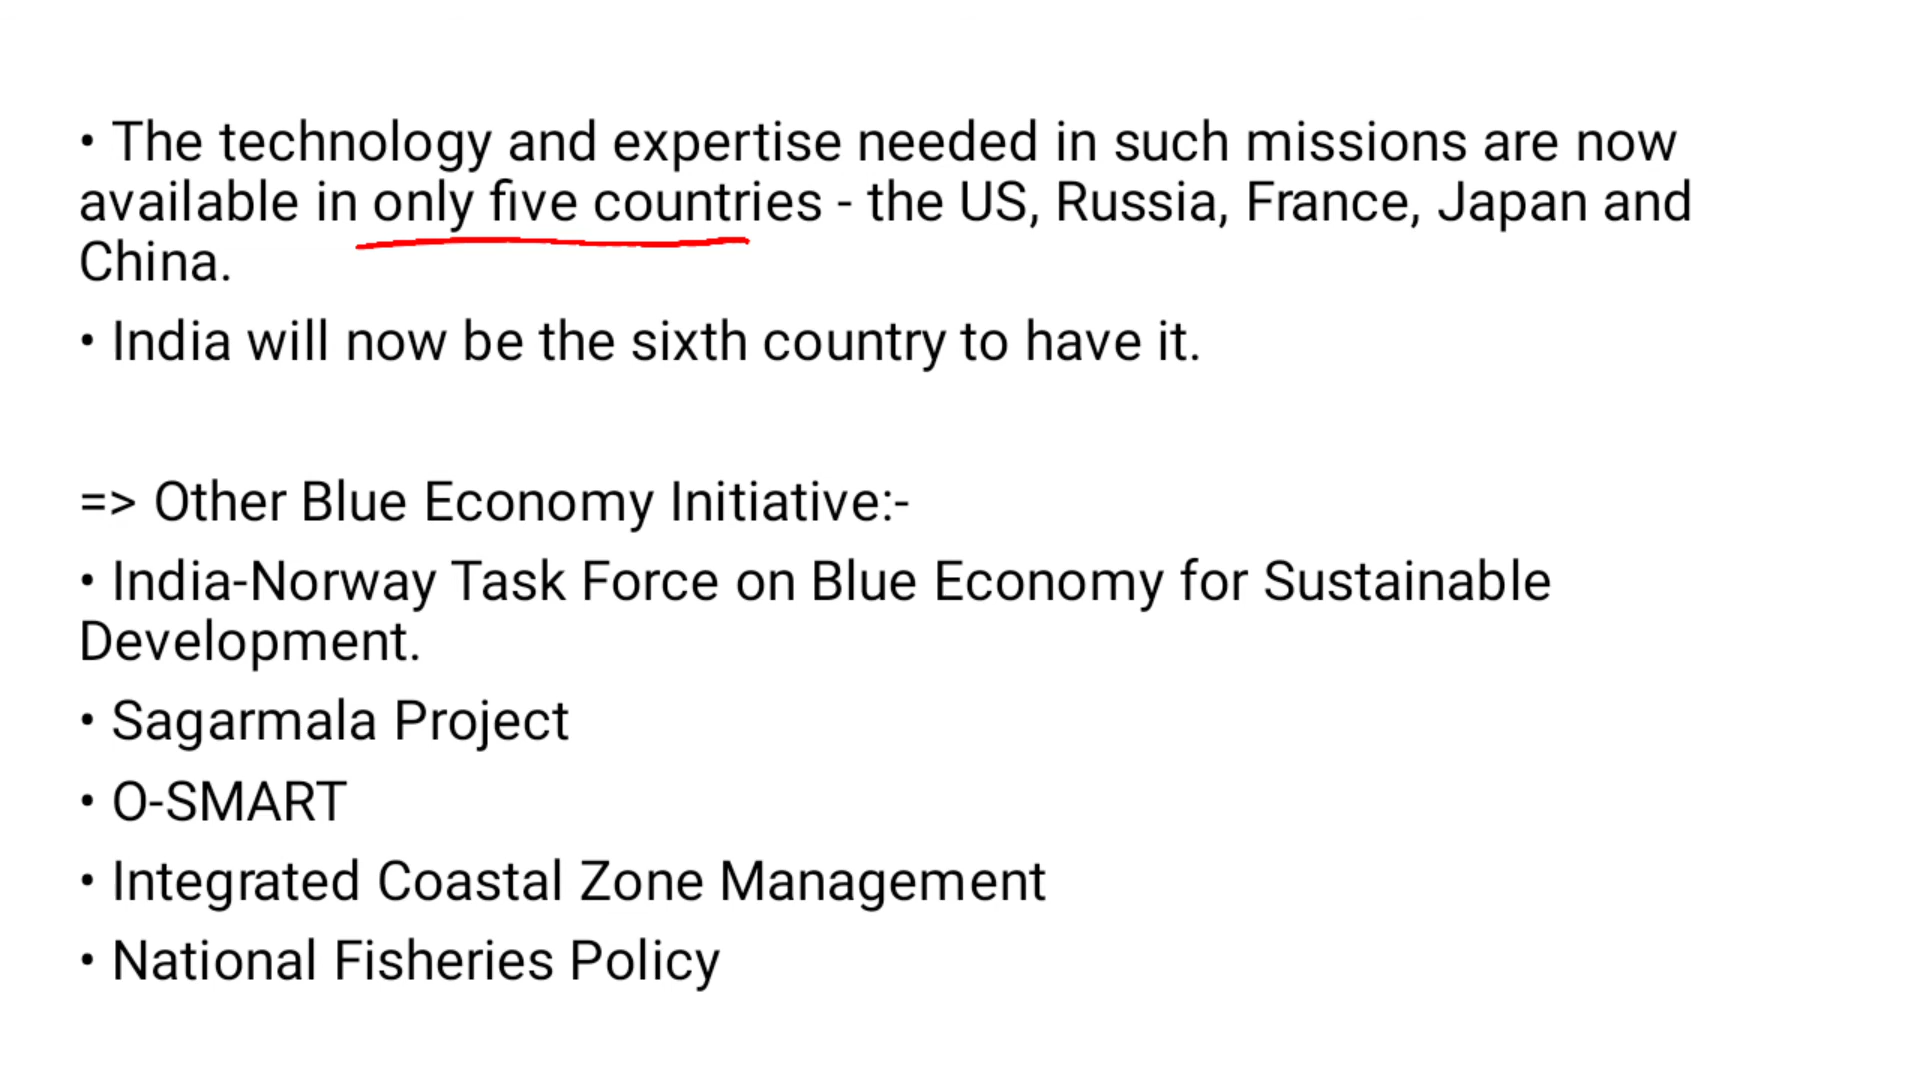 • The technology and expertise needed in such missions are now
available in only five countries - the US, Russia, France, Japan and
China.
• India will now be the sixth country to have it.
=> Other Blue Economy Initiative:-
• India-Norway Task Force on Blue Economy for Sustainable
Development.
• Sagarmala Project
• O-SMART
• Integrated Coastal Zone Management
• National Fisheries Policy